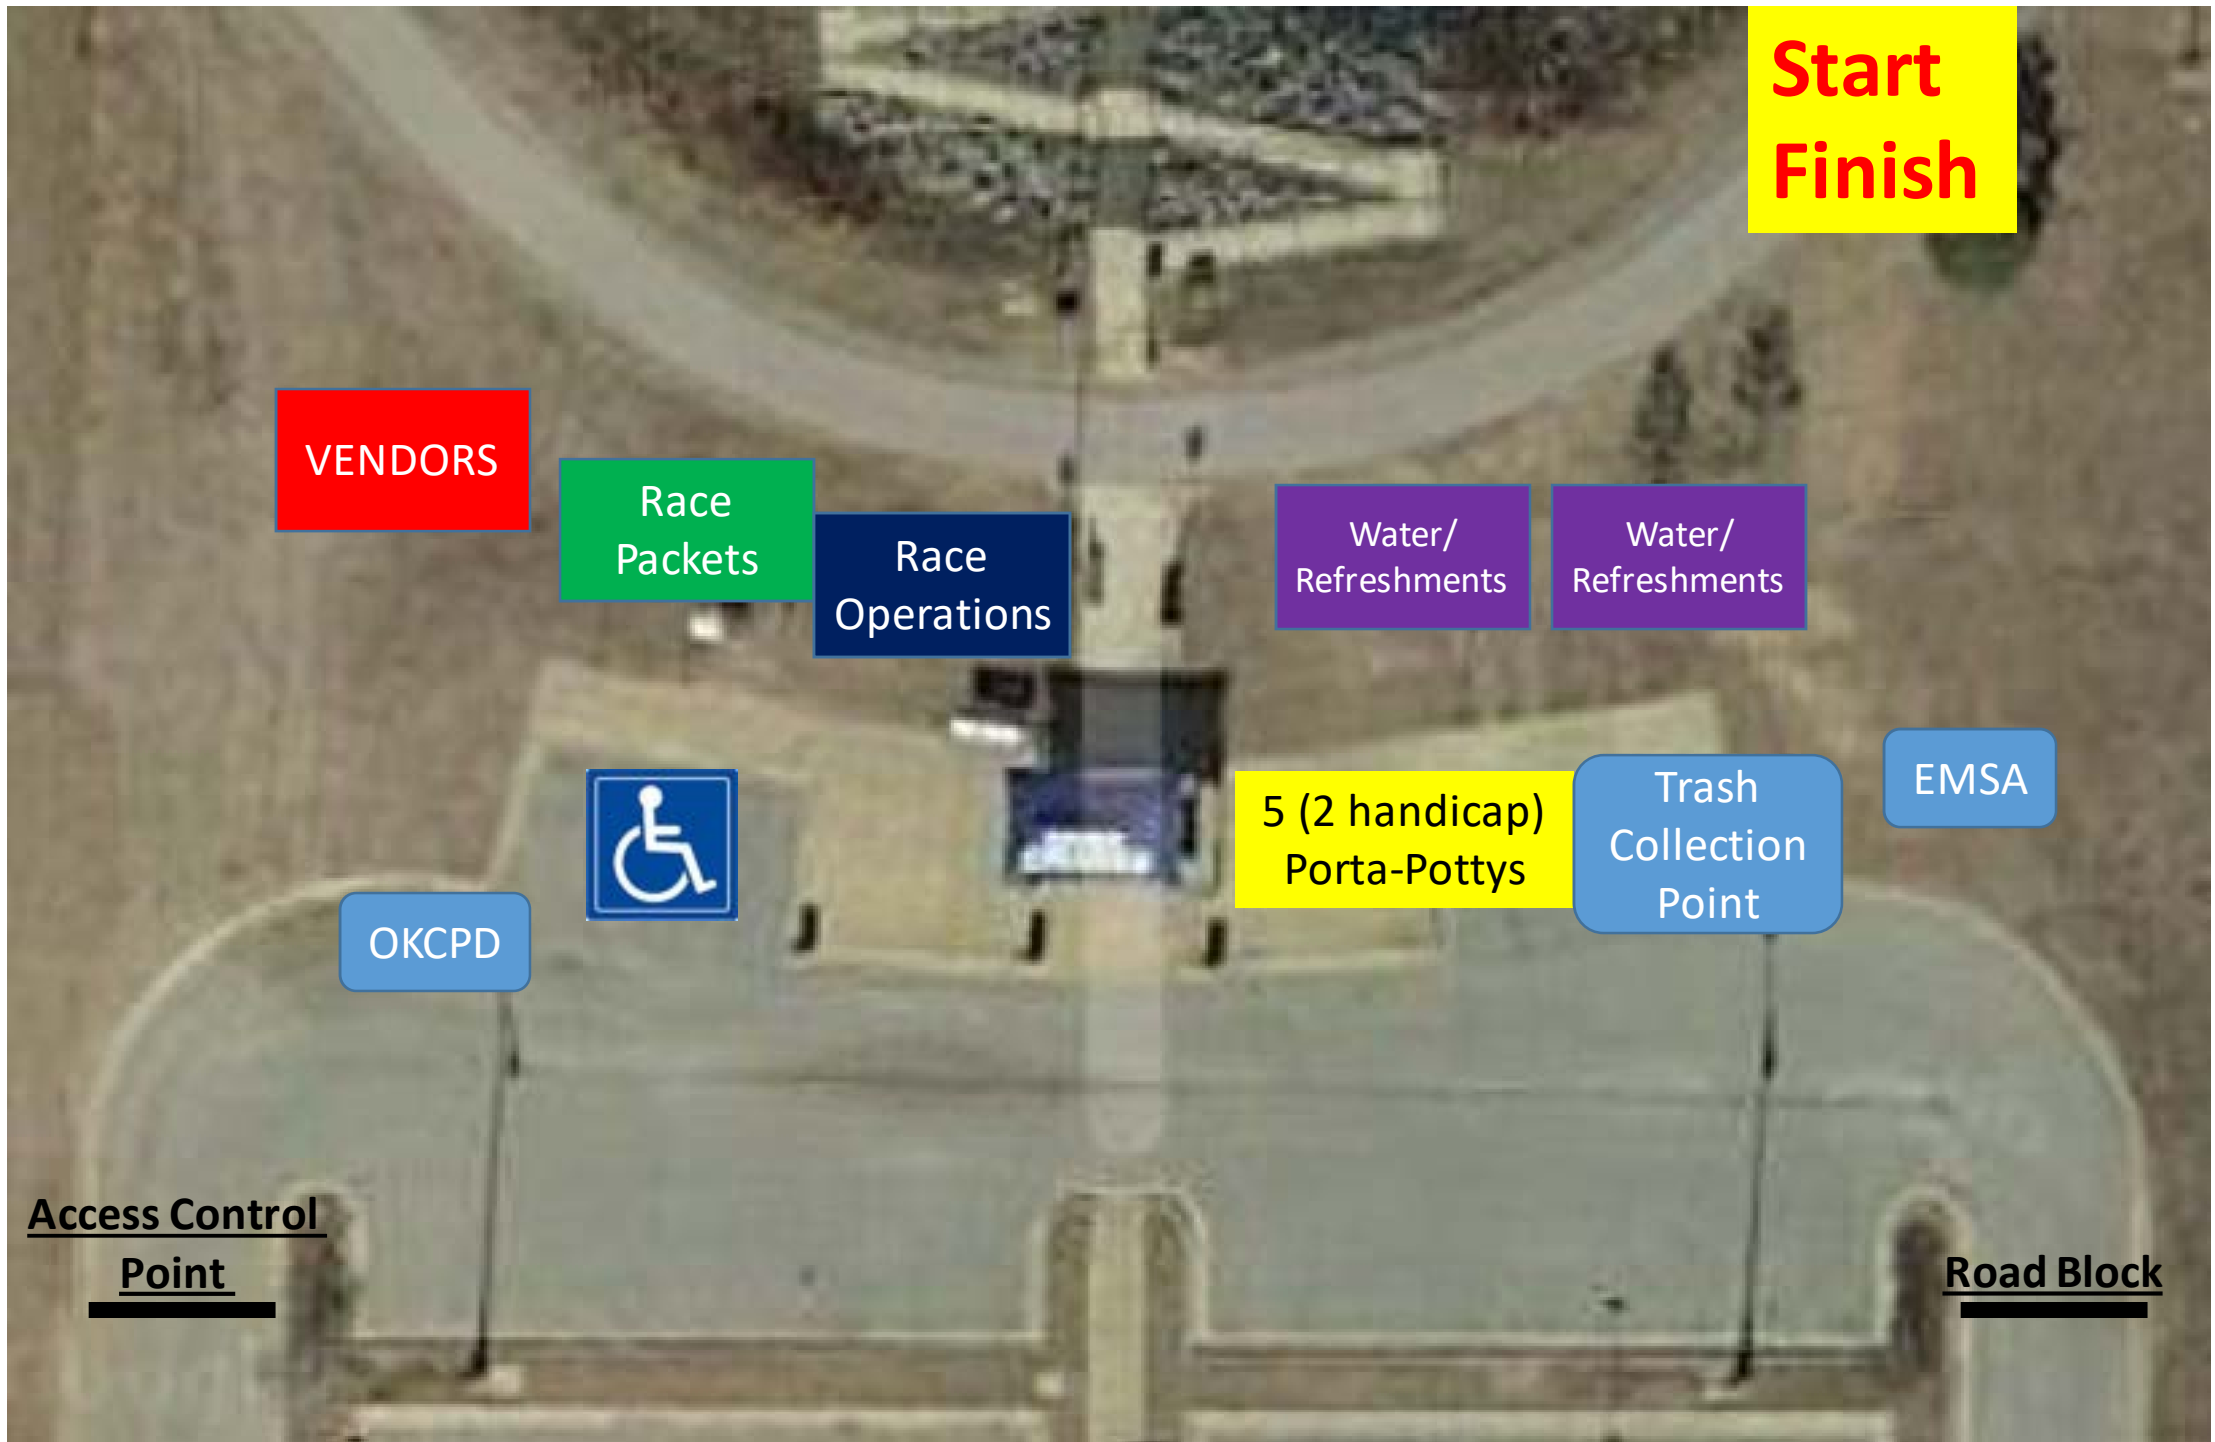 Start
Finish
VENDORS
Race
Packets
Race
Operations
Water/
Refreshments
Water/
Refreshments
5 (2 handicap)
Porta-Pottys
Trash
Collection
Point
EMSA
OKCPD
Access Control
Point
Road Block